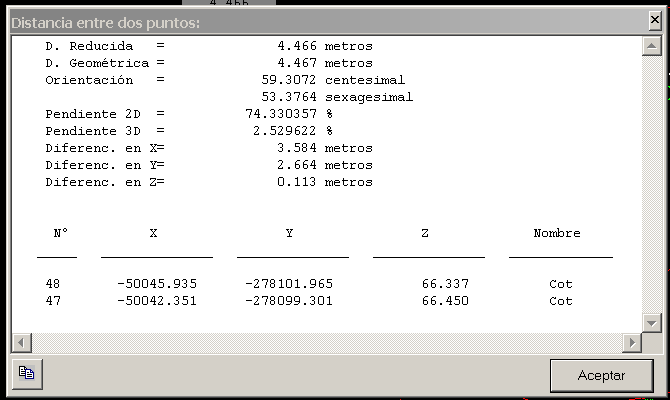 4.466
Distancia entre dos puntos:
D. Reducida = 4.466 metros
D. Geométrica = 4.467 metros
Orientación = 59.3072 centesimal
53.3764 sexagesimal
Pendiente 2D = 74.330357 %
Pendiente 3D = 2.529622 %
Diferenc. en X= 3.584 metros
Diferenc. en Y= 2.664 metros
Diferenc. en Z= 0.113 metros
Nº X Y Z Nombre
48 -50045.935 -278101.965 66.337 Cot
47 -50042.351 -278099.301 66.450 Cot
Aceptar